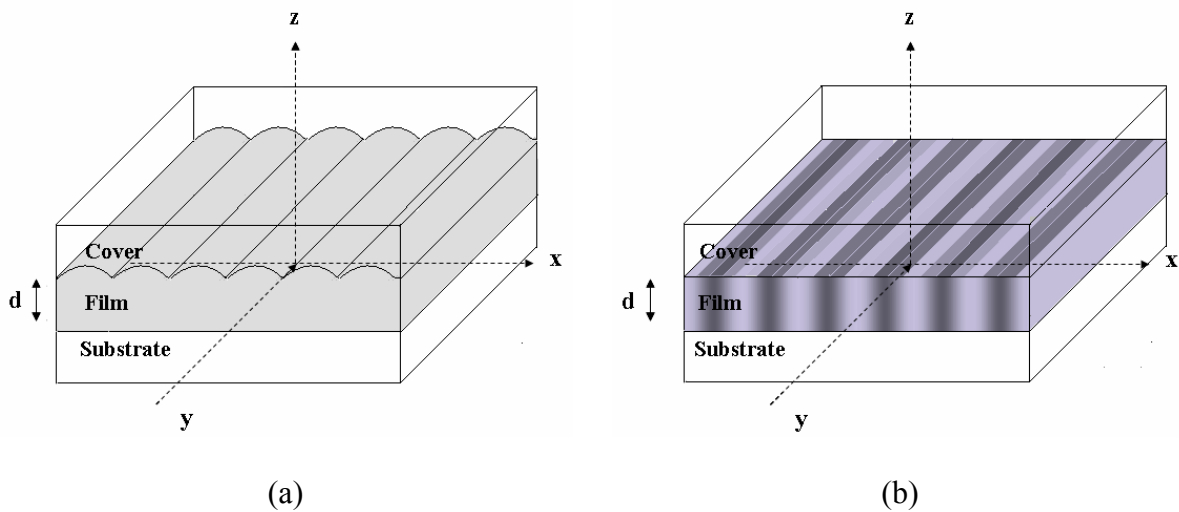 z
Cover
x
d
Film
Substrate
y
(a)
z
Cover
x
d
Film
Substrate
y
(b)